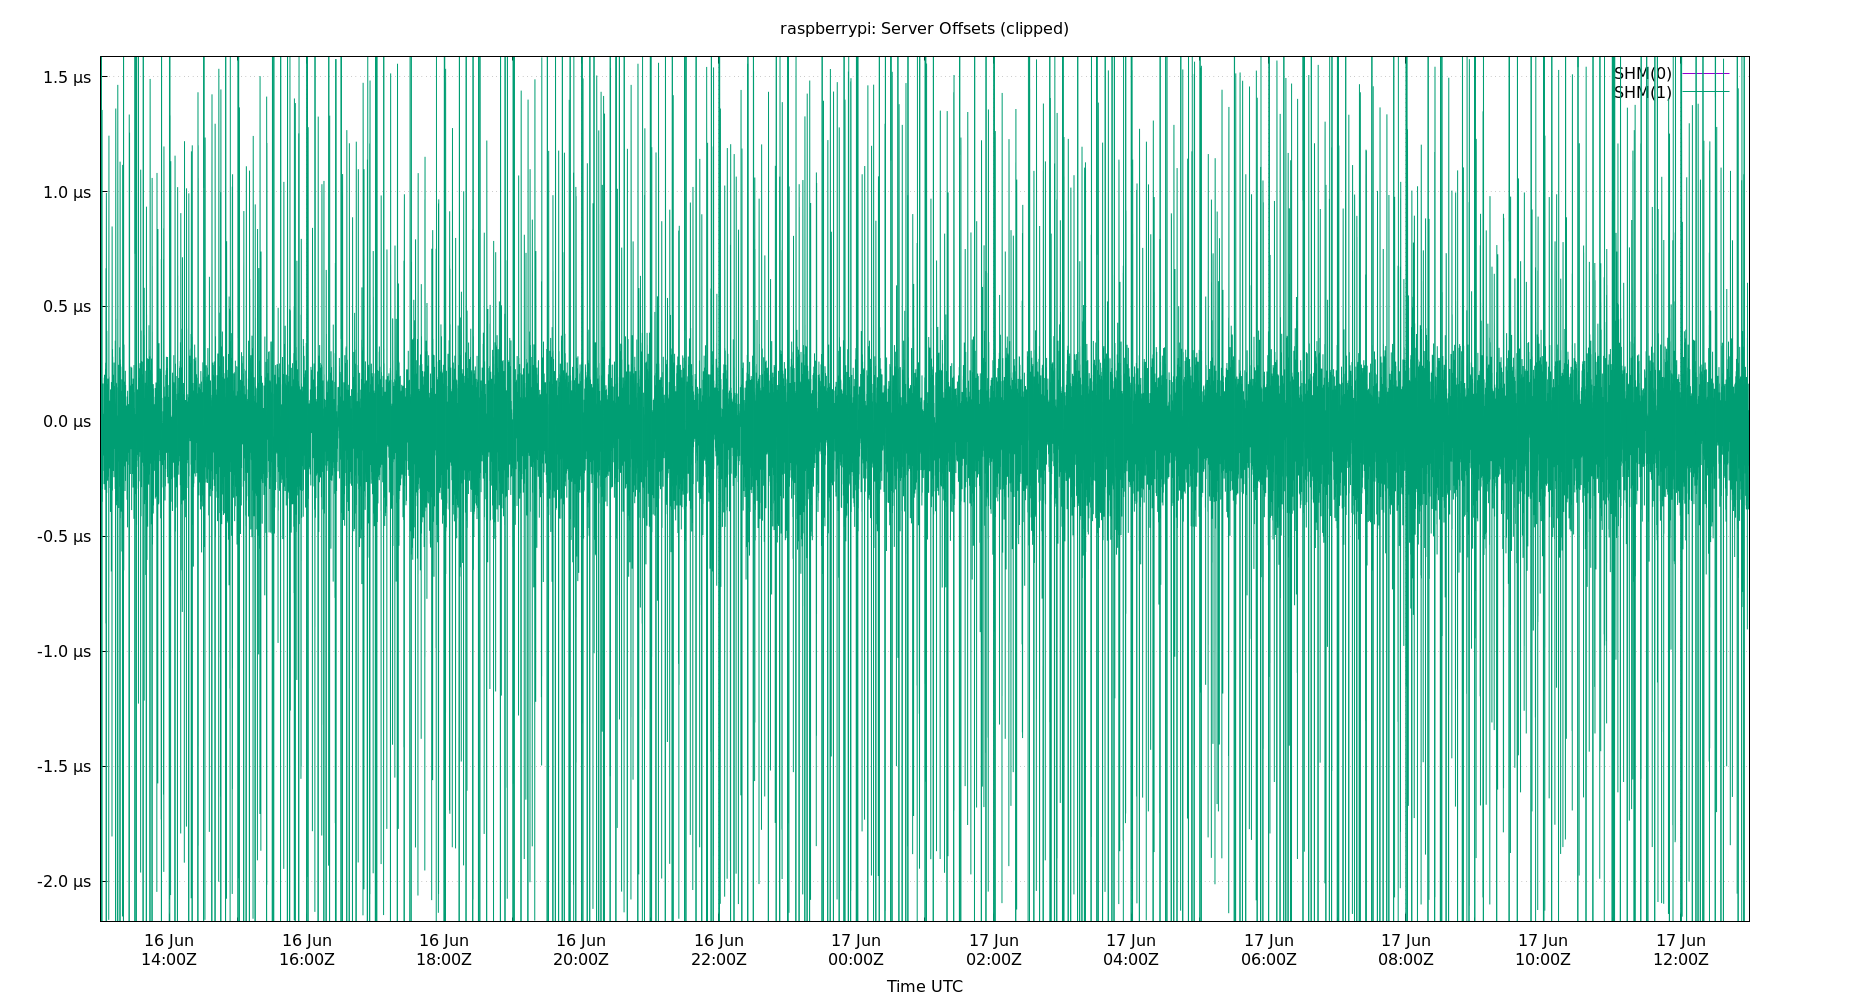 raspberrypi: Server Offsets (clipped)
1.5 µs
1.0 µs
0.5 µs
0.0 µs
-0.5 µs
-1.0 µs
-1.5 µs
-2.0 µs
SHM(0)
SHM(1)
16 Jun 16 Jun 16 Jun 16 Jun 16 Jun 17 Jun 17 Jun 17 Jun 17 Jun 17 Jun 17 Jun 17 Jun
14:00Z 16:00Z 18:00Z 20:00Z 22:00Z 00:00Z 02:00Z 04:00Z 06:00Z 08:00Z 10:00Z 12:00Z
Time UTC